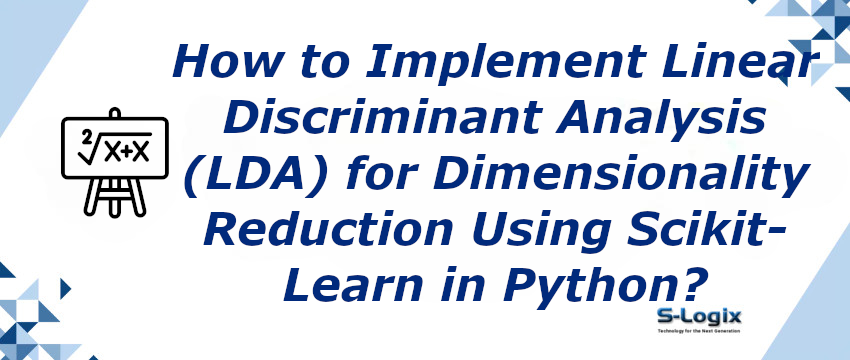 How to Implement Linear
Discriminant Analysis
(LDA) for Dimensionality
Reduction Using Scikit-
Learn in Python?
2√X+X
S-Logix
Technology for the Next Generation